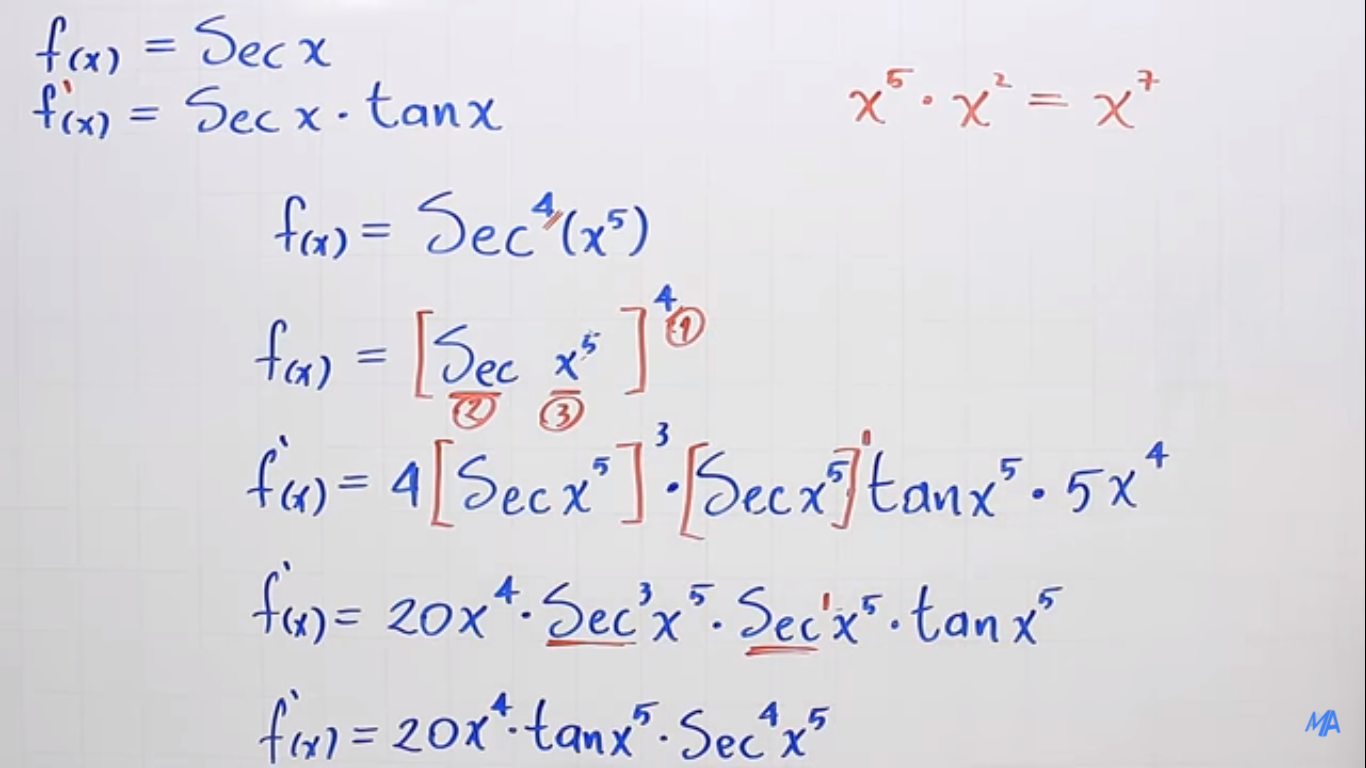 f(x) = Sec x
f'(x) = Sec x · tan x
x⁵ · x² = x⁷
f(x) = Sec⁴(x⁵)
f(x) = [Sec x⁵]⁴ ①
② ③
f'(x) = 4[Sec x⁵]³ · [Sec x⁵]¹ tan x⁵ · 5x⁴
f'(x) = 20x⁴ · Sec³x⁵ · Sec¹x⁵ · tan x⁵
f'(x) = 20x⁴ · tan x⁵ · Sec⁴x⁵
MA